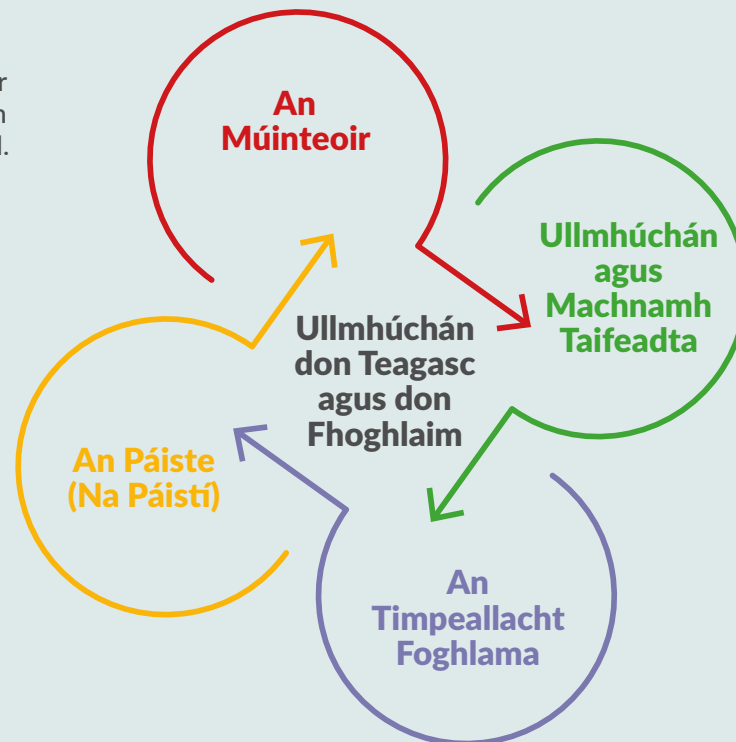 An
Múinteoir
Ullmhúchán
agus
Machnamh
Taifeadta
Ullmhúchán
don Teagasc
agus don
Fhoghlaim
An Páiste
(Na Páistí)
An
Timpeallacht
Foghlama